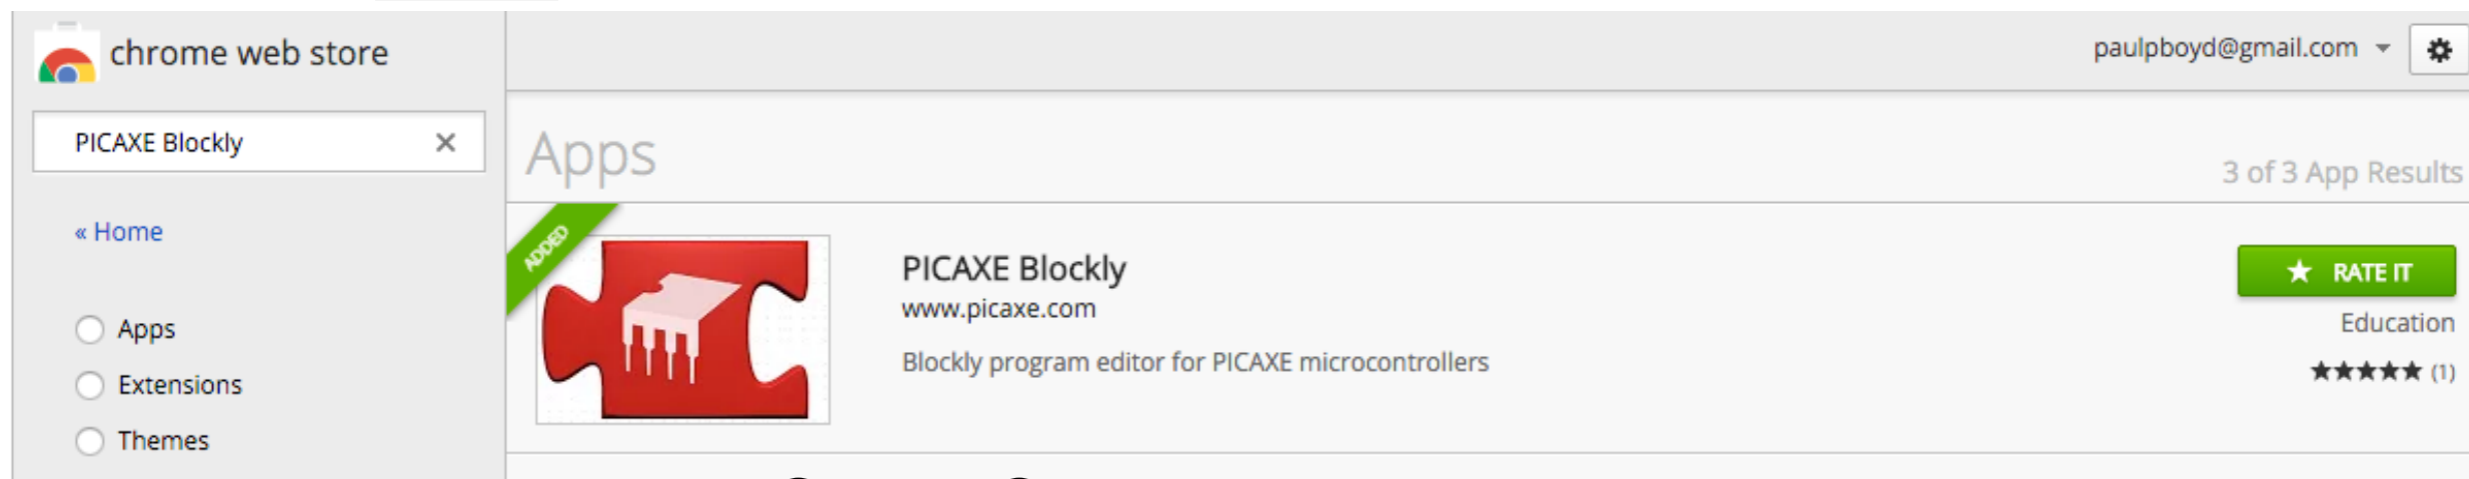 chrome web store
paulpboyd@gmail.com
PICAXE Blockly
« Home
Apps
Extensions
Themes
Apps
3 of 3 App Results
ADDED
PICAXE Blockly
www.picaxe.com
Blockly program editor for PICAXE microcontrollers
★ RATE IT
Education
★★★★★ (1)